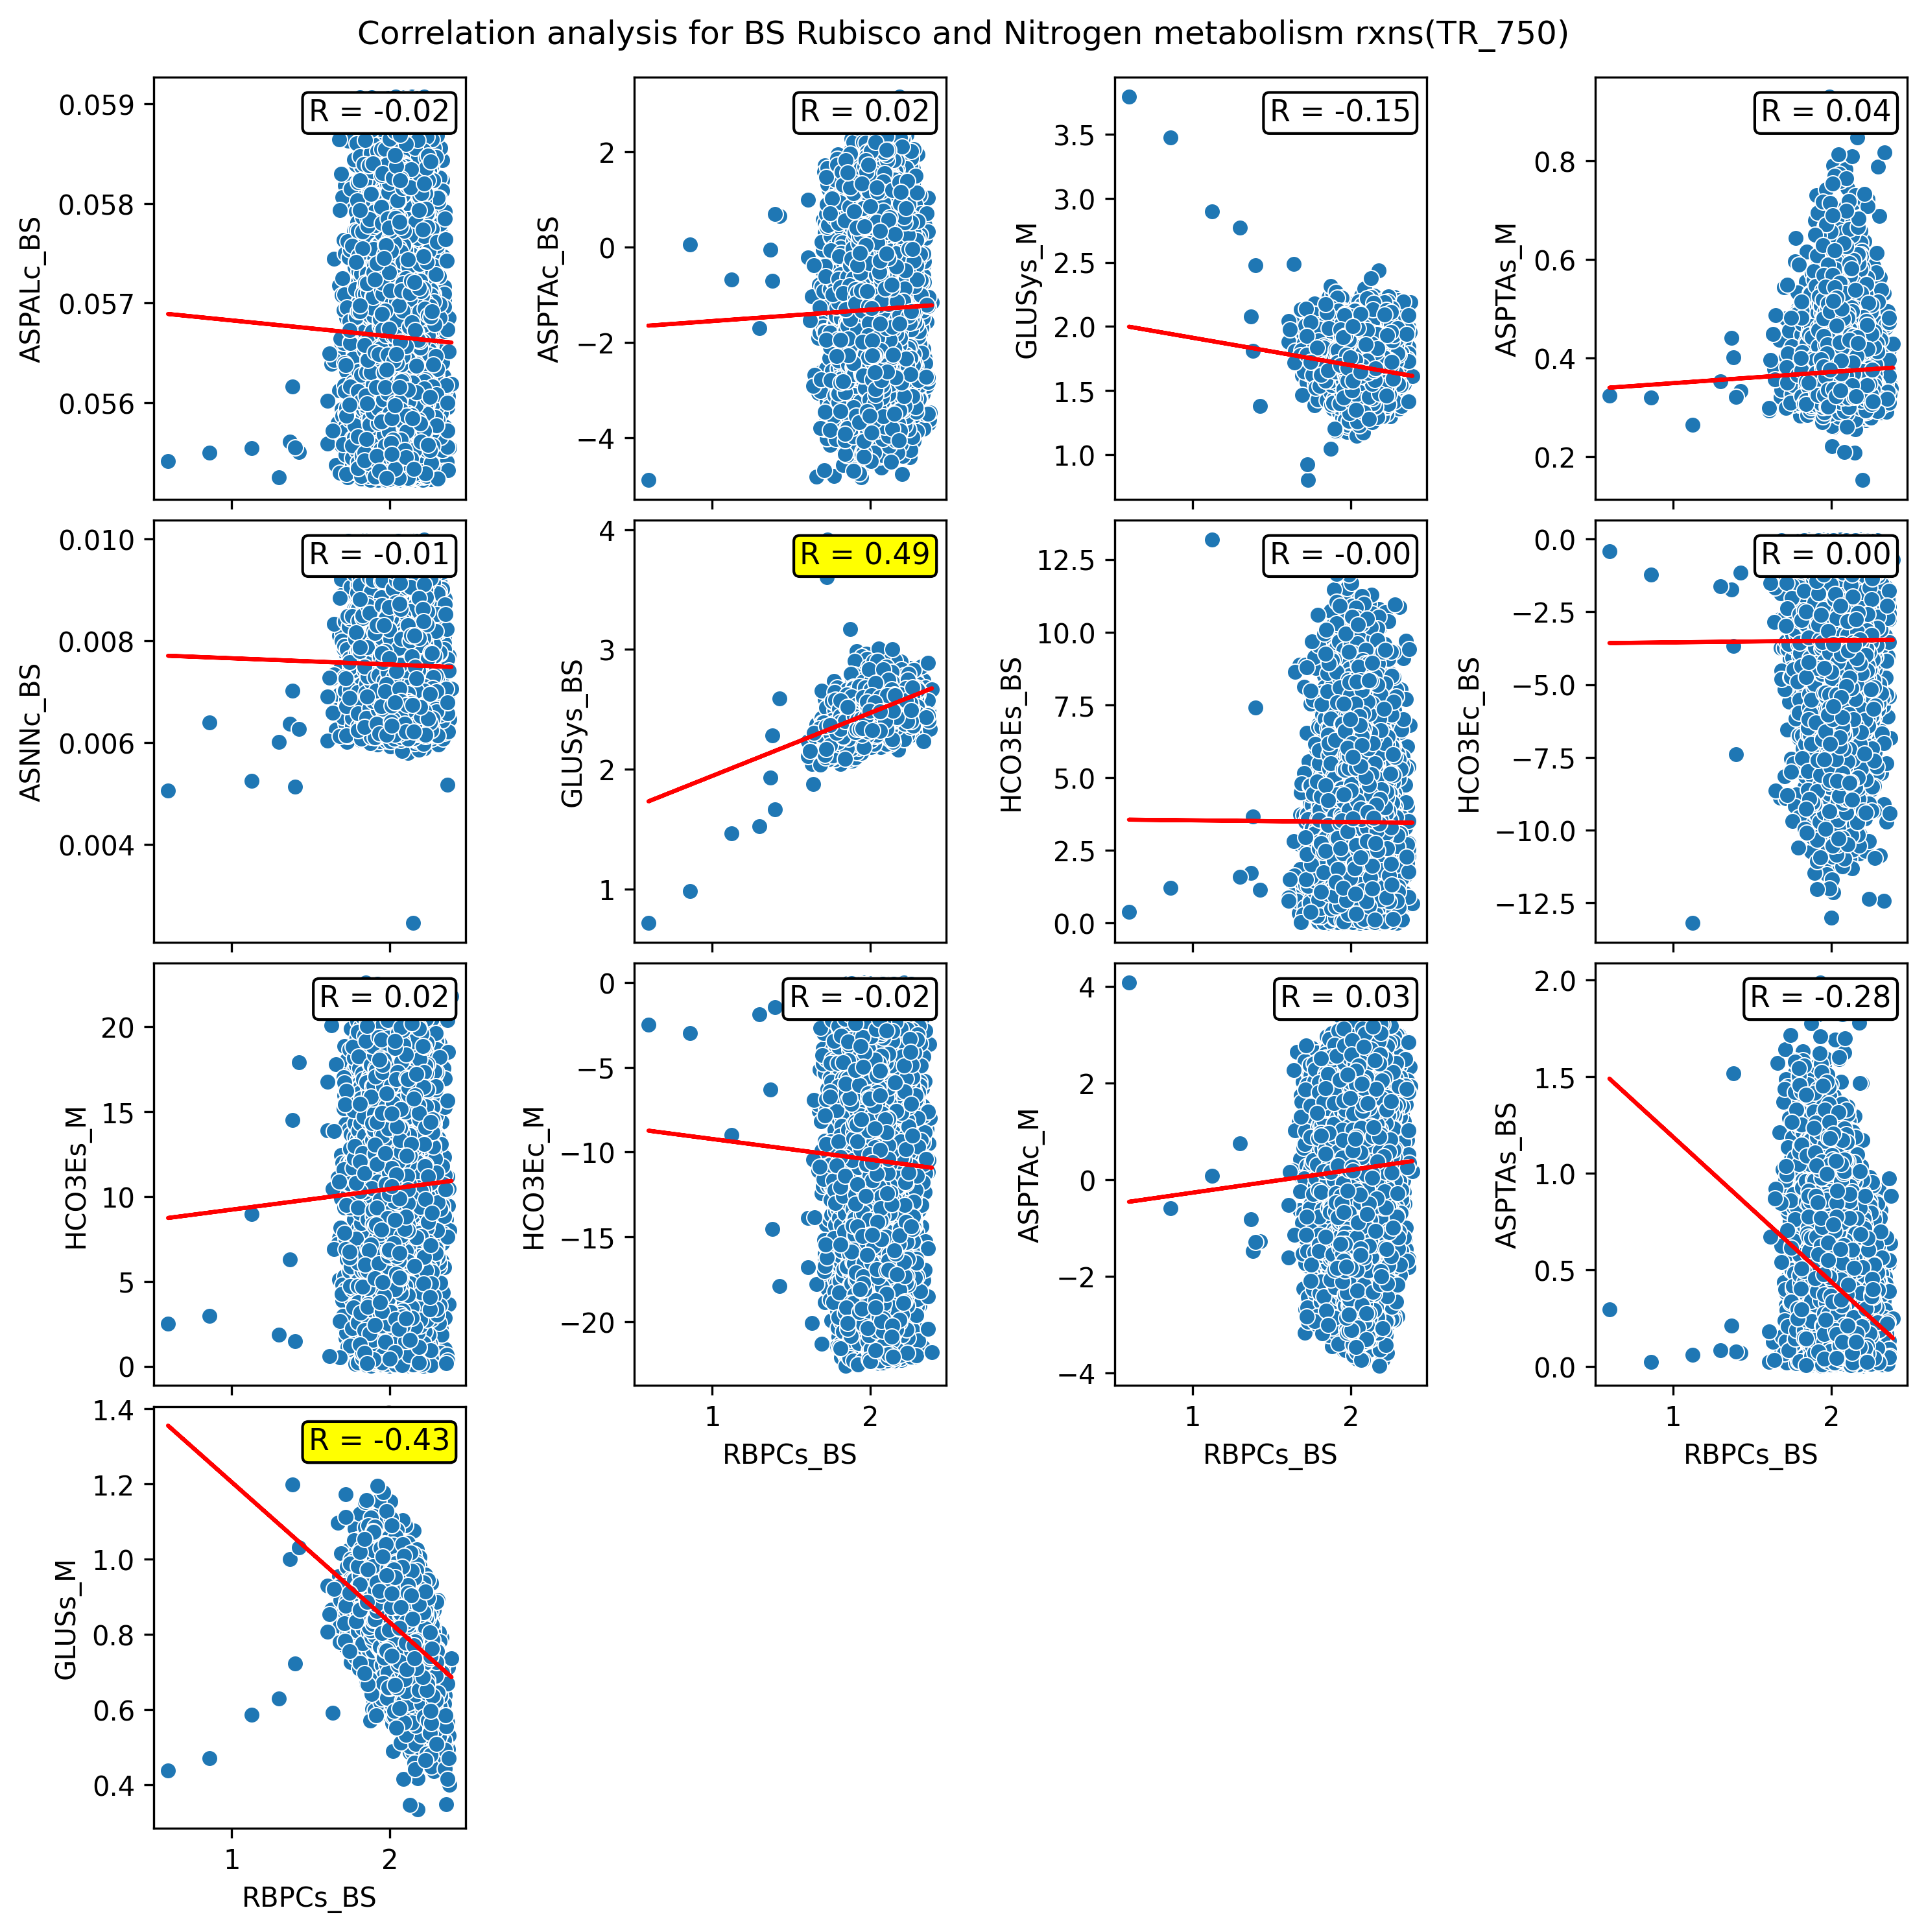 Correlation analysis for BS Rubisco and Nitrogen metabolism rxns(TR_750)
ASPALc_BS
0.059
0.058
0.057
0.056
R = -0.02
ASPTAc_BS
2
0
−2
−4
R = 0.02
GLUSys_M
3.5
3.0
2.5
2.0
1.5
1.0
R = -0.15
ASPTAs_M
0.8
0.6
0.4
0.2
R = 0.04
ASNNc_BS
0.010
0.008
0.006
0.004
R = -0.01
GLUSys_BS
4
3
2
1
R = 0.49
HCO3Es_BS
12.5
10.0
7.5
5.0
2.5
0.0
R = -0.00
HCO3Ec_BS
0.0
−2.5
−5.0
−7.5
−10.0
−12.5
R = 0.00
HCO3Es_M
20
15
10
5
0
R = 0.02
HCO3Ec_M
0
−5
−10
−15
−20
R = -0.02
1 2
RBPCs_BS
ASPTAc_M
4
2
0
−2
−4
R = 0.03
1 2
RBPCs_BS
ASPTAs_BS
2.0
1.5
1.0
0.5
0.0
R = -0.28
1 2
RBPCs_BS
GLUSs_M
1.4
1.2
1.0
0.8
0.6
0.4
R = -0.43
1 2
RBPCs_BS